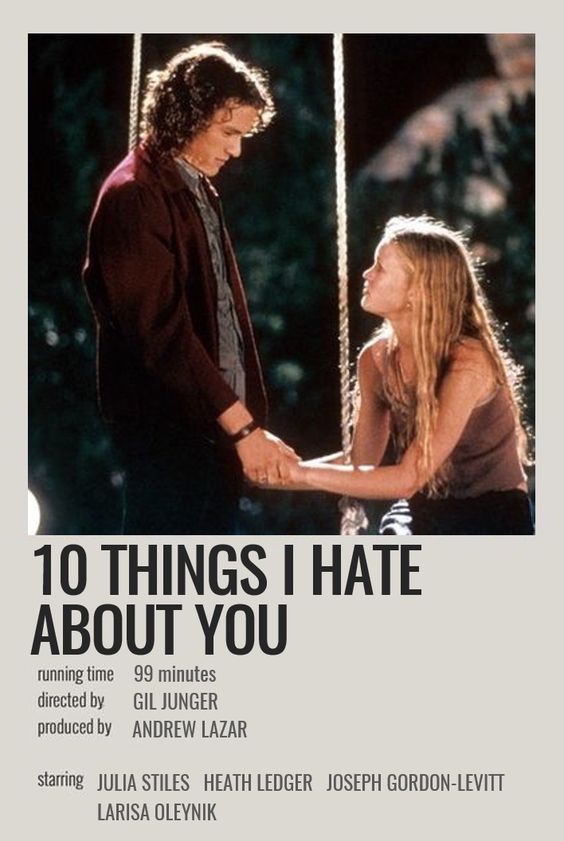 10 THINGS I HATE
ABOUT YOU
running time 99 minutes
directed by GIL JUNGER
produced by ANDREW LAZAR
starring JULIA STILES HEATH LEDGER JOSEPH GORDON-LEVITT
LARISA OLEYNIK